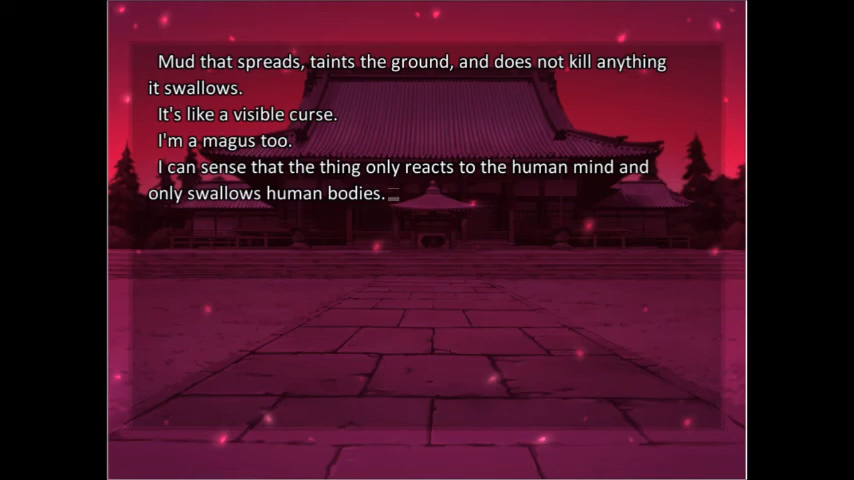 Mud that spreads, taints the ground, and does not kill anything
it swallows.
It's like a visible curse.
I'm a magus too.
I can sense that the thing only reacts to the human mind and
only swallows human bodies.